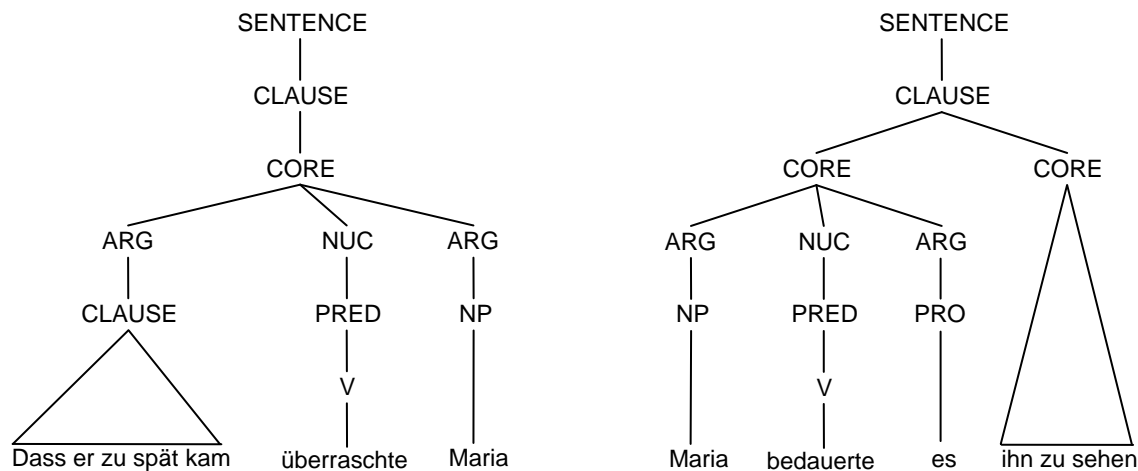 SENTENCE SENTENCE
CLAUSE CLAUSE
CORE CORE CORE
ARG NUC ARG ARG NUC ARG
CLAUSE PRED NP NP PRED PRO
V V
Dass er zu spät kam überraschte Maria Maria bedauerte es ihn zu sehen